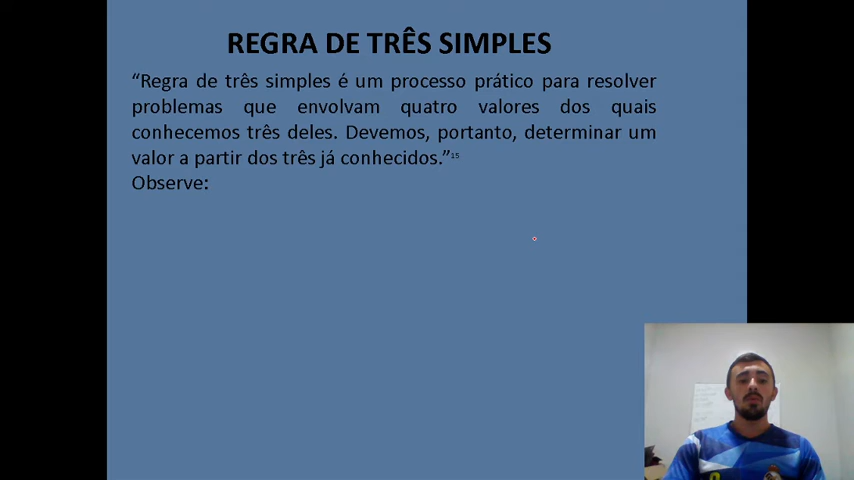 REGRA DE TRÊS SIMPLES
“Regra de três simples é um processo prático para resolver
problemas que envolvam quatro valores dos quais
conhecemos três deles. Devemos, portanto, determinar um
valor a partir dos três já conhecidos.”¹⁵
Observe: